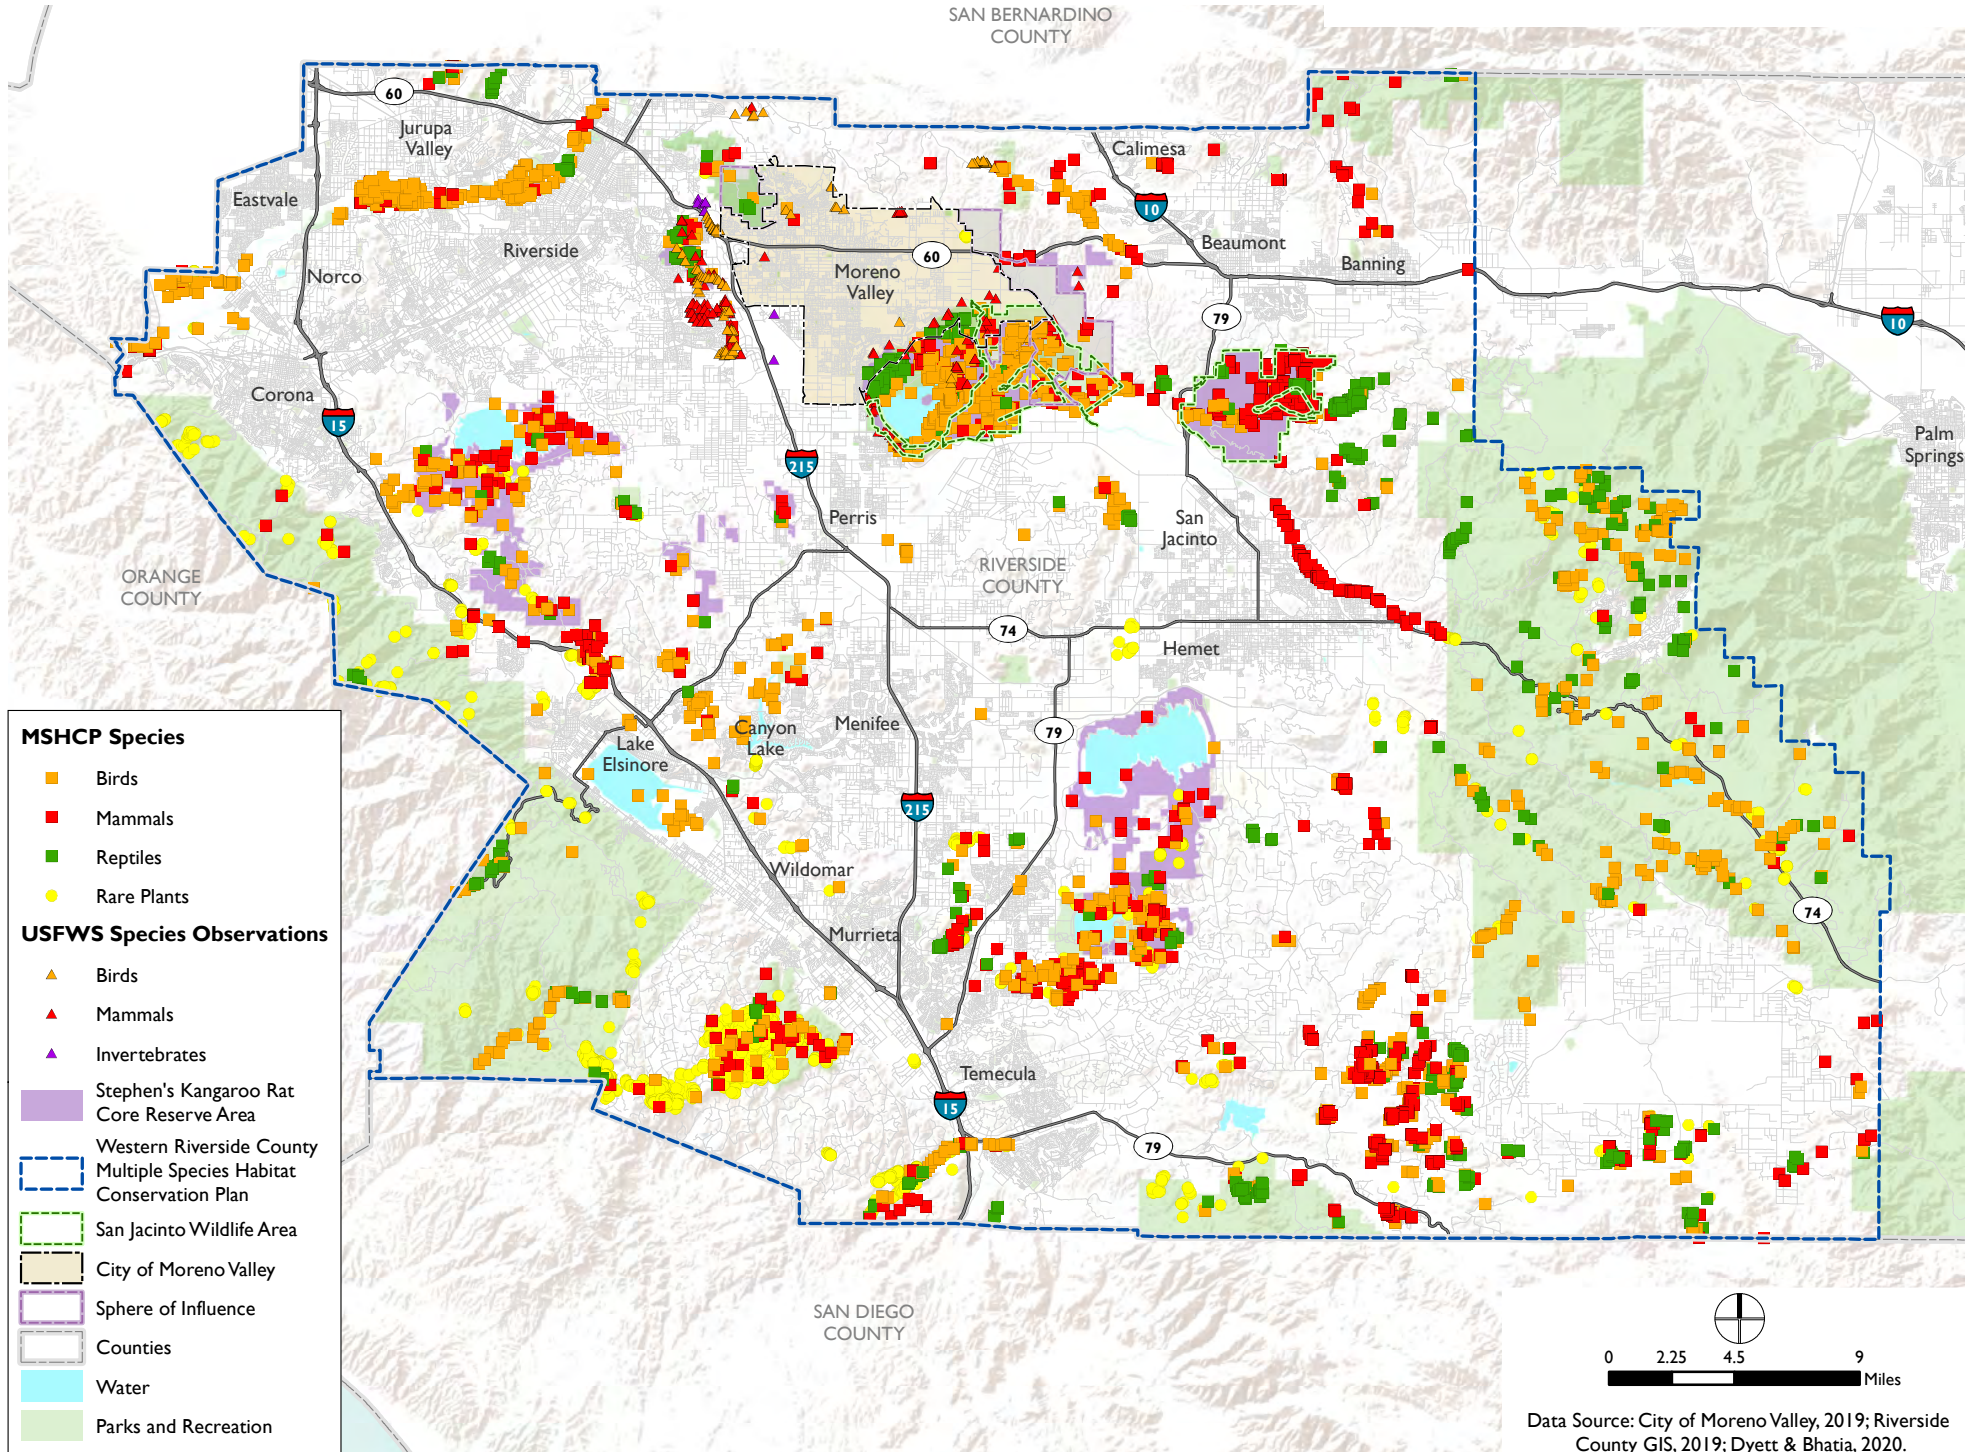 SAN BERNARDINO
COUNTY
60
Jurupa
Valley
Calimesa
Eastvale
10
Riverside
Beaumont
Norco
60
Moreno
Valley
Banning
79
10
Corona
15
Palm
Springs
215
Perris
San
Jacinto
ORANGE
COUNTY
RIVERSIDE
COUNTY
74
Hemet
Canyon
Lake
Menifee
79
Lake
Elsinore
215
Wildomar
74
Murrieta
Temecula
15
79
SAN DIEGO
COUNTY
MSHCP Species
Birds
Mammals
Reptiles
Rare Plants
USFWS Species Observations
Birds
Mammals
Invertebrates
Stephen's Kangaroo Rat
Core Reserve Area
Western Riverside County
Multiple Species Habitat
Conservation Plan
San Jacinto Wildlife Area
City of Moreno Valley
Sphere of Influence
Counties
Water
Parks and Recreation
0 2.25 4.5 9
Miles
Data Source: City of Moreno Valley, 2019; Riverside
County GIS, 2019; Dyett & Bhatia, 2020.